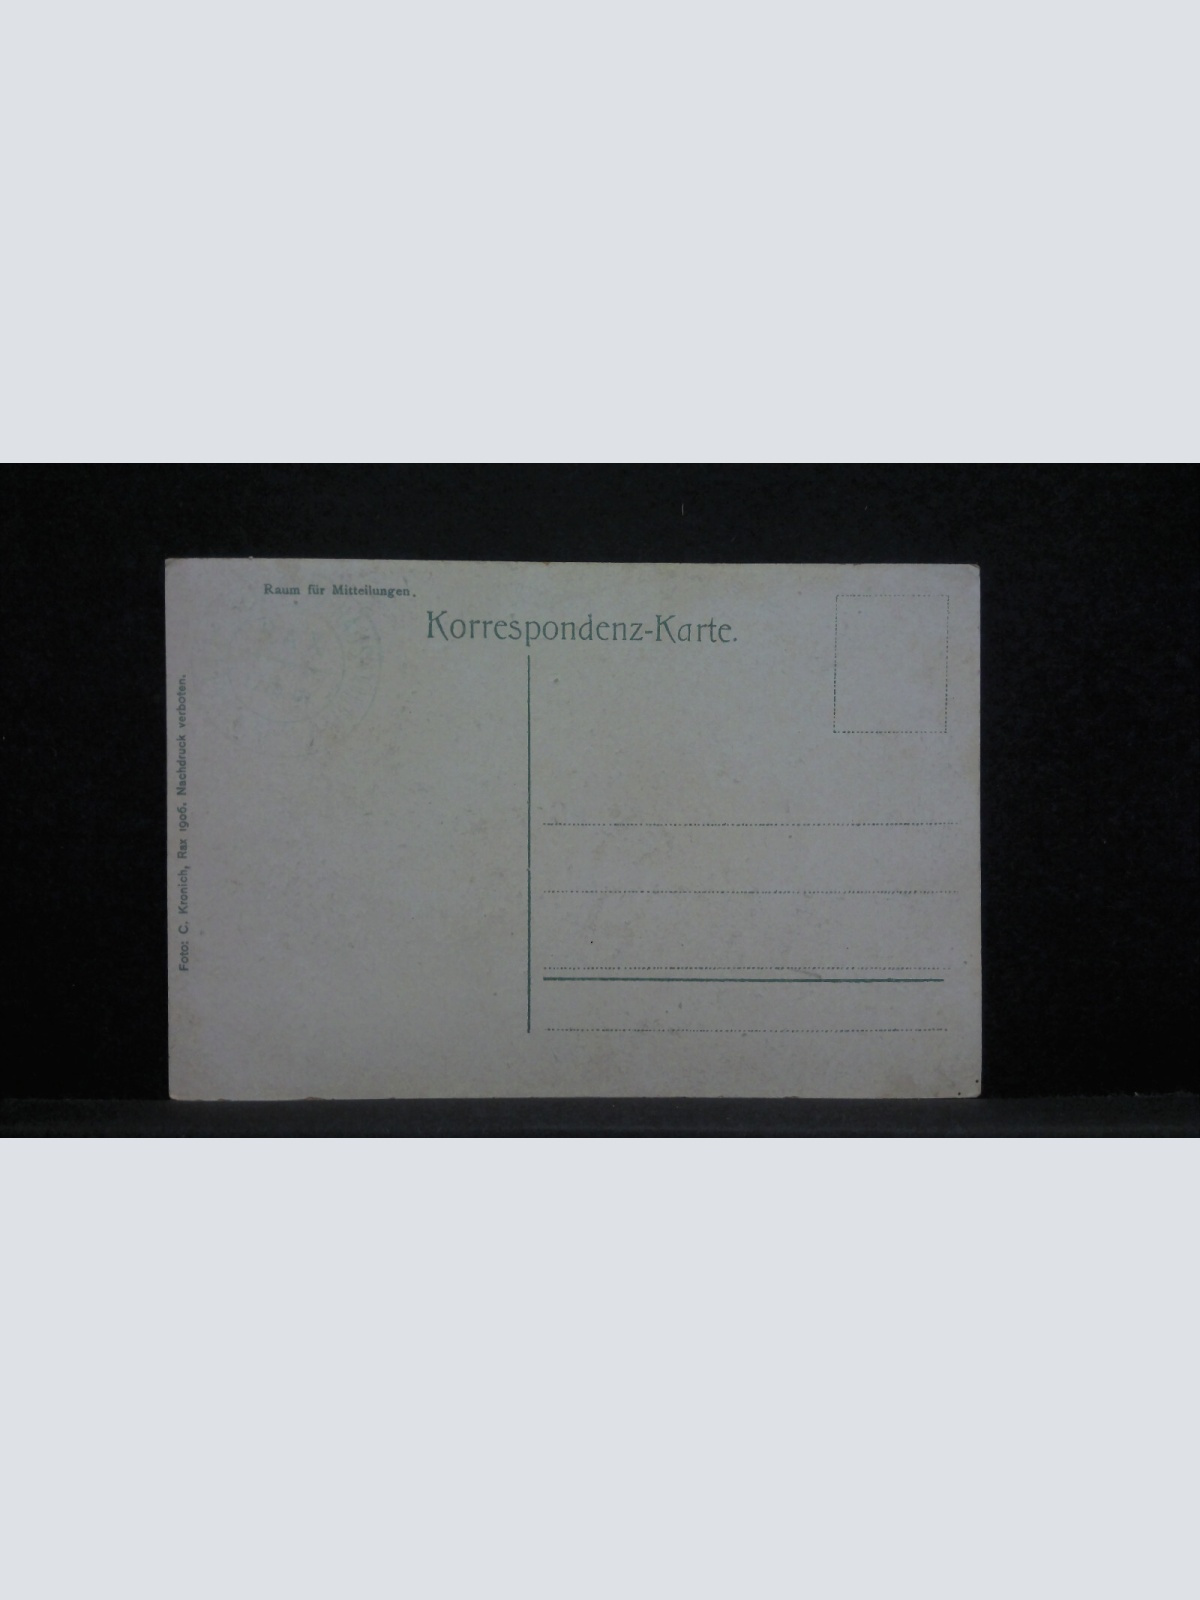 Raum für Mitteilungen.
Korrespondenz-Karte.
Foto: C. Kronich, Rax 1906. Nachdruck verboten.